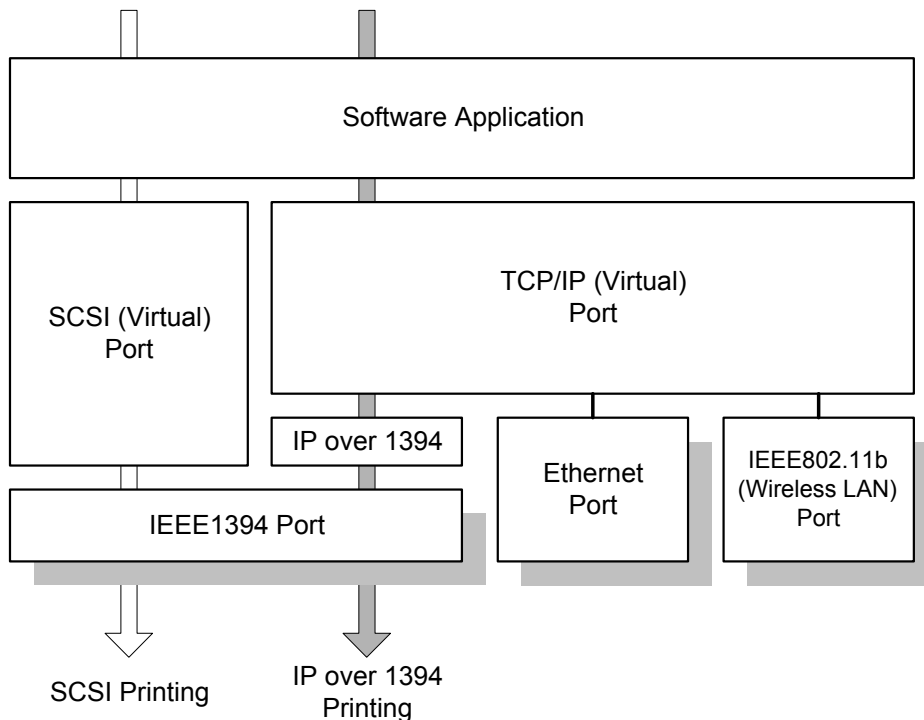 Software Application
SCSI (Virtual)
Port
TCP/IP (Virtual)
Port
IP over 1394
Ethernet
Port
IEEE802.11b
(Wireless LAN)
Port
IEEE1394 Port
SCSI Printing
IP over 1394
Printing